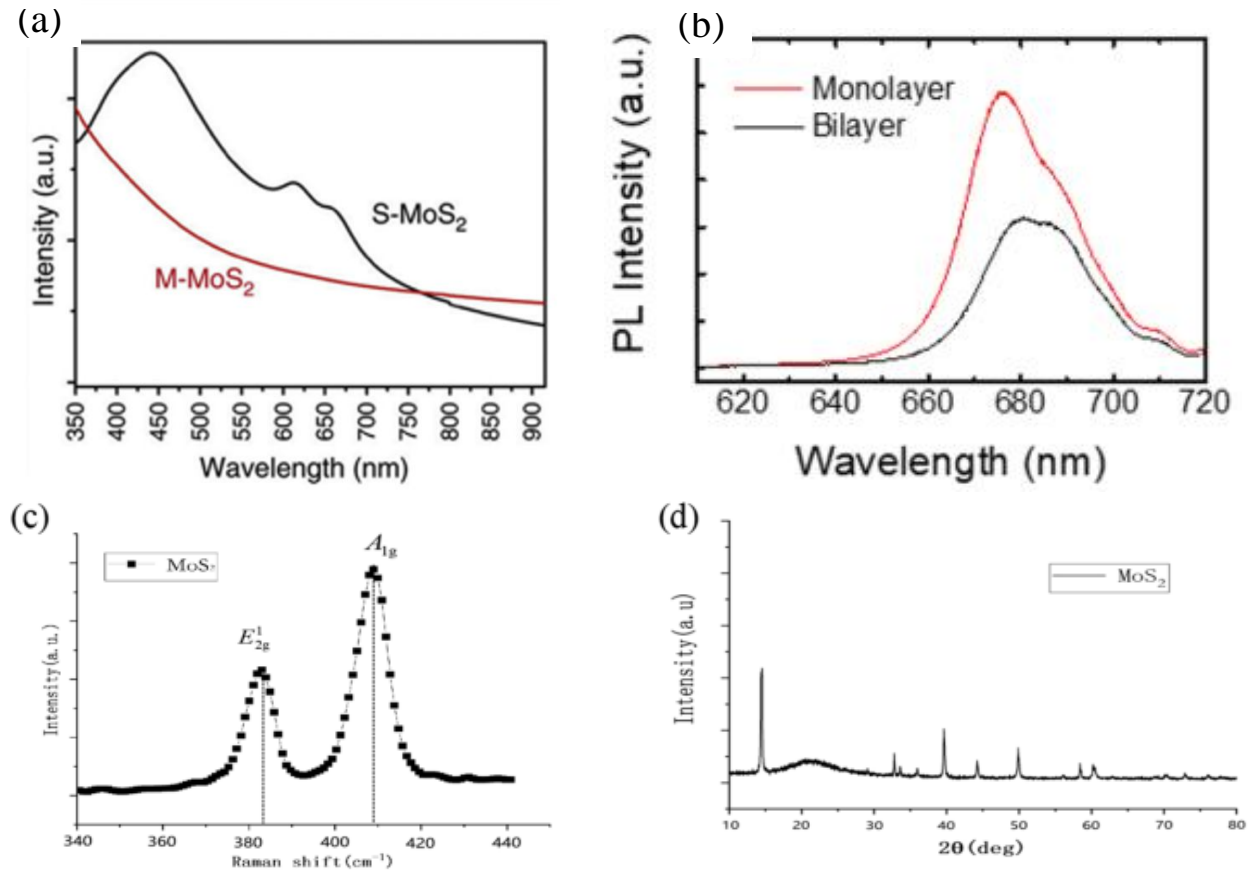 (a)
Intensity (a.u.)
S-MoS₂
M-MoS₂
350 400 450 500 550 600 650 700 750 800 850 900
Wavelength (nm)
(b)
PL Intensity (a.u.)
Monolayer
Bilayer
620 640 660 680 700 720
Wavelength (nm)
(c)
Intensity(a.u.)
MoS₂
E¹₂g
A₁g
340 360 380 400 420 440
Raman shift(cm⁻¹)
(d)
Intensity(a.u)
MoS₂
10 20 30 40 50 60 70 80
2θ(deg)